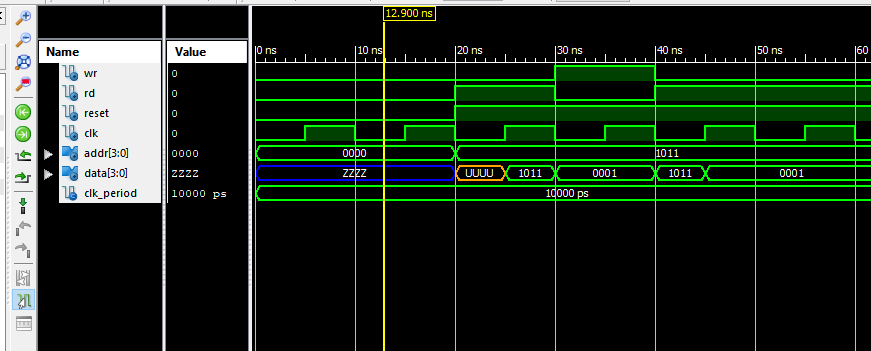 12.900 ns
Name Value 0 ns 10 ns 20 ns 30 ns 40 ns 50 ns 60
wr 0
rd 0
reset 0
clk 0
addr[3:0] 0000 0000 1011
data[3:0] ZZZZ ZZZZ UUUU 1011 0001 1011 0001
clk_period 10000 ps 10000 ps